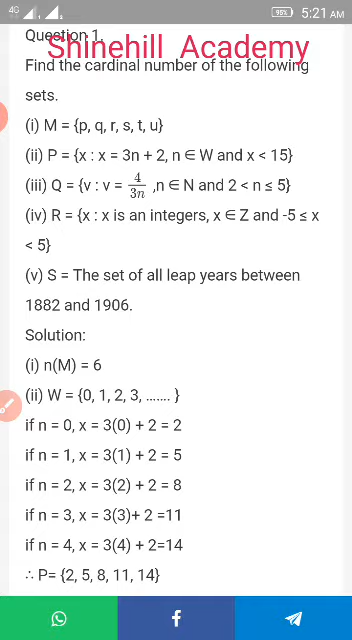 4G 95% 5:21 AM
Question 1.
Shinehill Academy
Find the cardinal number of the following
sets.
(i) M = {p, q, r, s, t, u}
(ii) P = {x : x = 3n + 2, n ∈ W and x < 15}
(iii) Q = {v : v = 4/3n ,n ∈ N and 2 < n ≤ 5}
(iv) R = {x : x is an integers, x ∈ Z and -5 ≤ x
< 5}
(v) S = The set of all leap years between
1882 and 1906.
Solution:
(i) n(M) = 6
(ii) W = {0, 1, 2, 3, ....... }
if n = 0, x = 3(0) + 2 = 2
if n = 1, x = 3(1) + 2 = 5
if n = 2, x = 3(2) + 2 = 8
if n = 3, x = 3(3)+ 2 =11
if n = 4, x = 3(4) + 2=14
∴ P= {2, 5, 8, 11, 14}